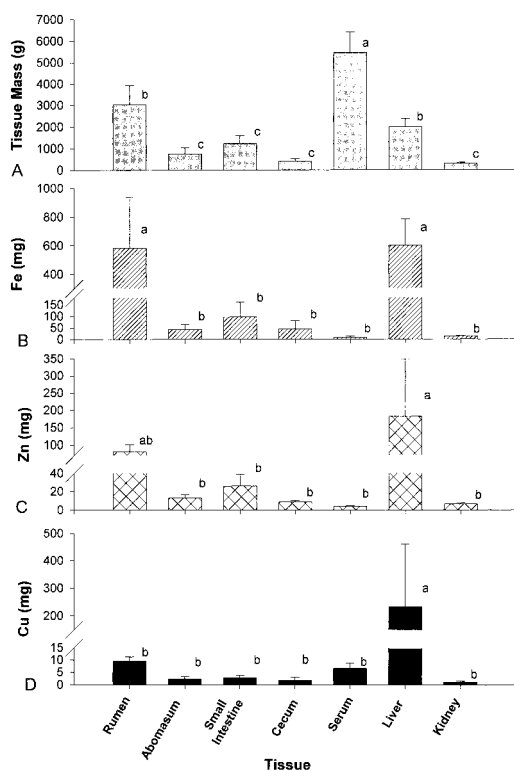 Tissue Mass (g)
7000
6000
5000
4000
3000
2000
1000
0
b
c
c
c
a
b
c
A
Fe (mg)
1000
800
600
400
150
100
50
0
a
b
b
b
b
a
b
B
Zn (mg)
350
300
250
200
150
100
40
20
0
ab
b
b
b
b
a
b
C
Cu (mg)
500
400
300
200
15
10
5
0
b
b
b
b
b
a
b
D
Rumen
Abomasum
Small
Intestine
Cecum
Serum
Liver
Kidney
Tissue